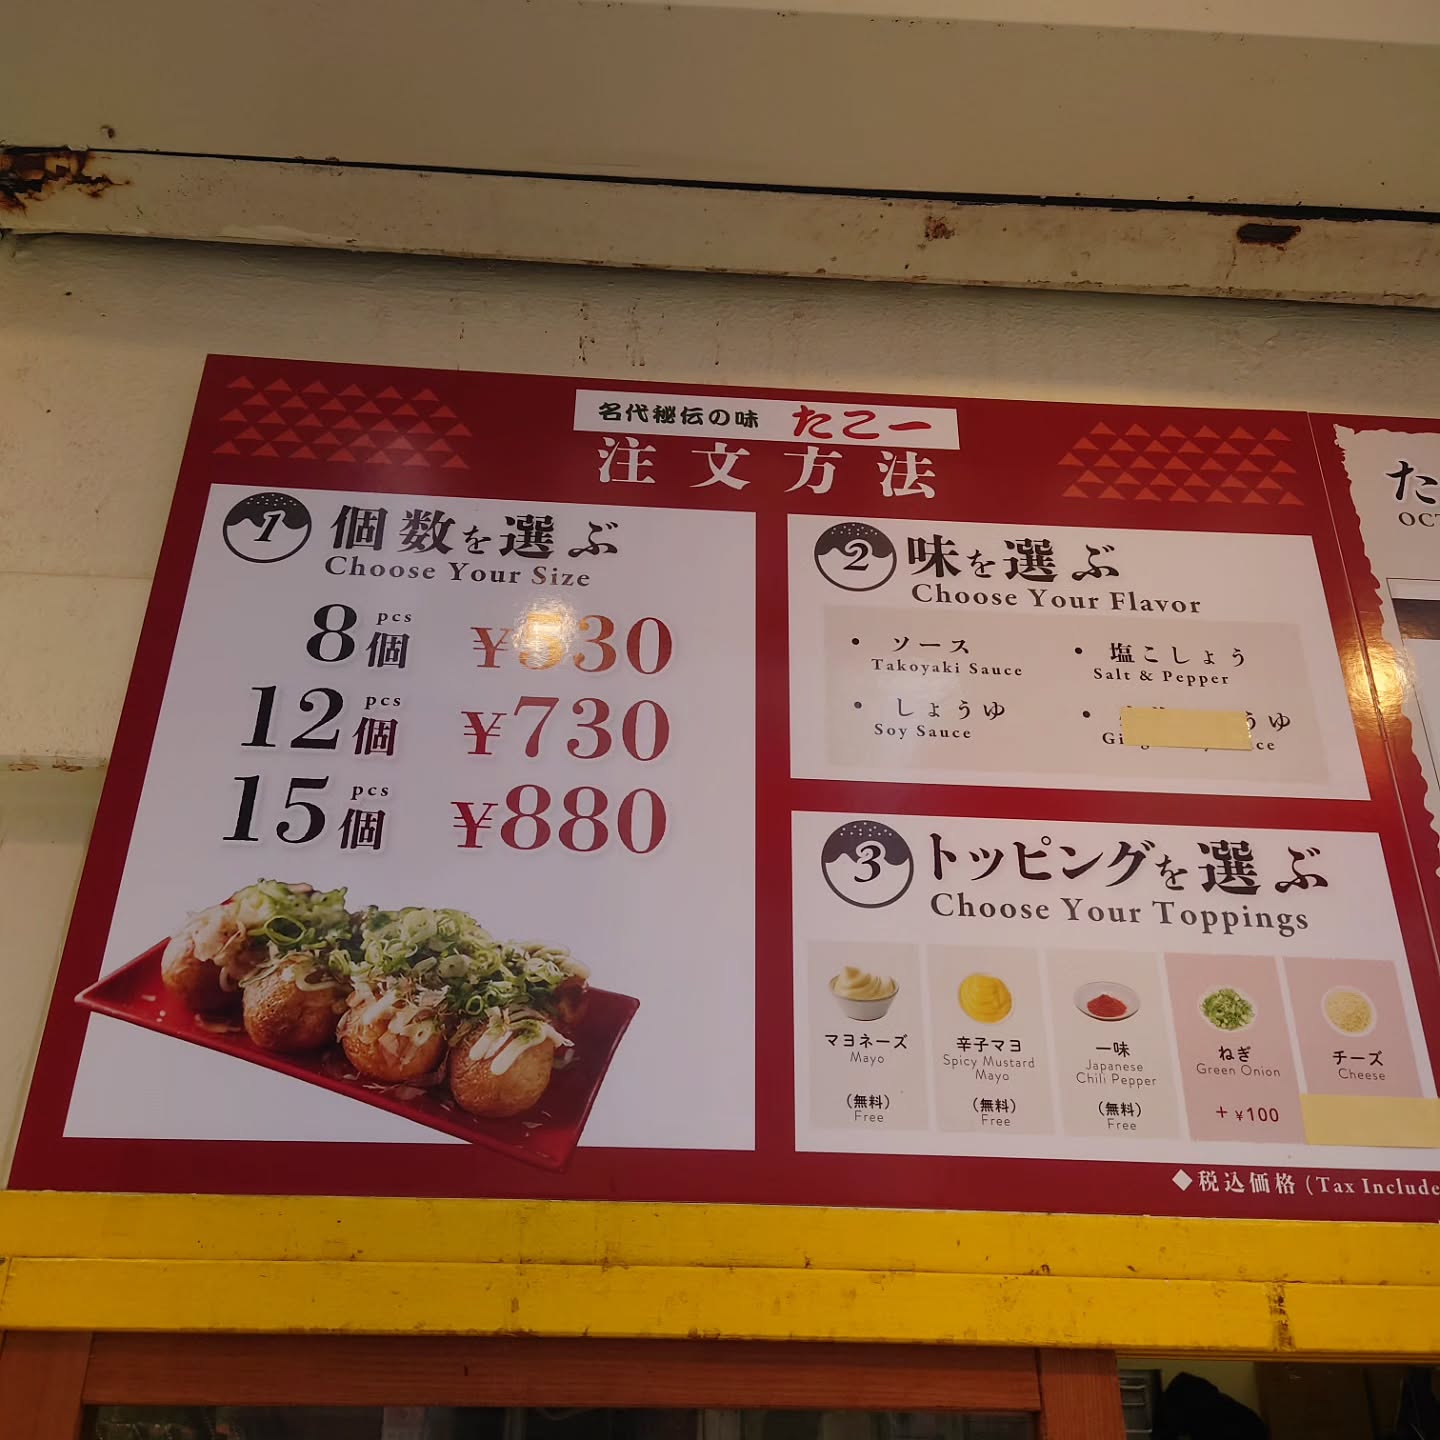 名代秘伝の味 たこ一
注文方法
1 個数を選ぶ
Choose Your Size
8 pcs 個 ¥530
12 pcs 個 ¥730
15 pcs 個 ¥880
2 味を選ぶ
Choose Your Flavor
• ソース
Takoyaki Sauce
• 塩こしょう
Salt & Pepper
• しょうゆ
Soy Sauce
3 トッピングを選ぶ
Choose Your Toppings
マヨネーズ
Mayo
(無料)
Free
辛子マヨ
Spicy Mustard
Mayo
(無料)
Free
一味
Japanese
Chili Pepper
(無料)
Free
ねぎ
Green Onion
+ ¥100
チーズ
Cheese
◆税込価格 (Tax Include
た
OCT